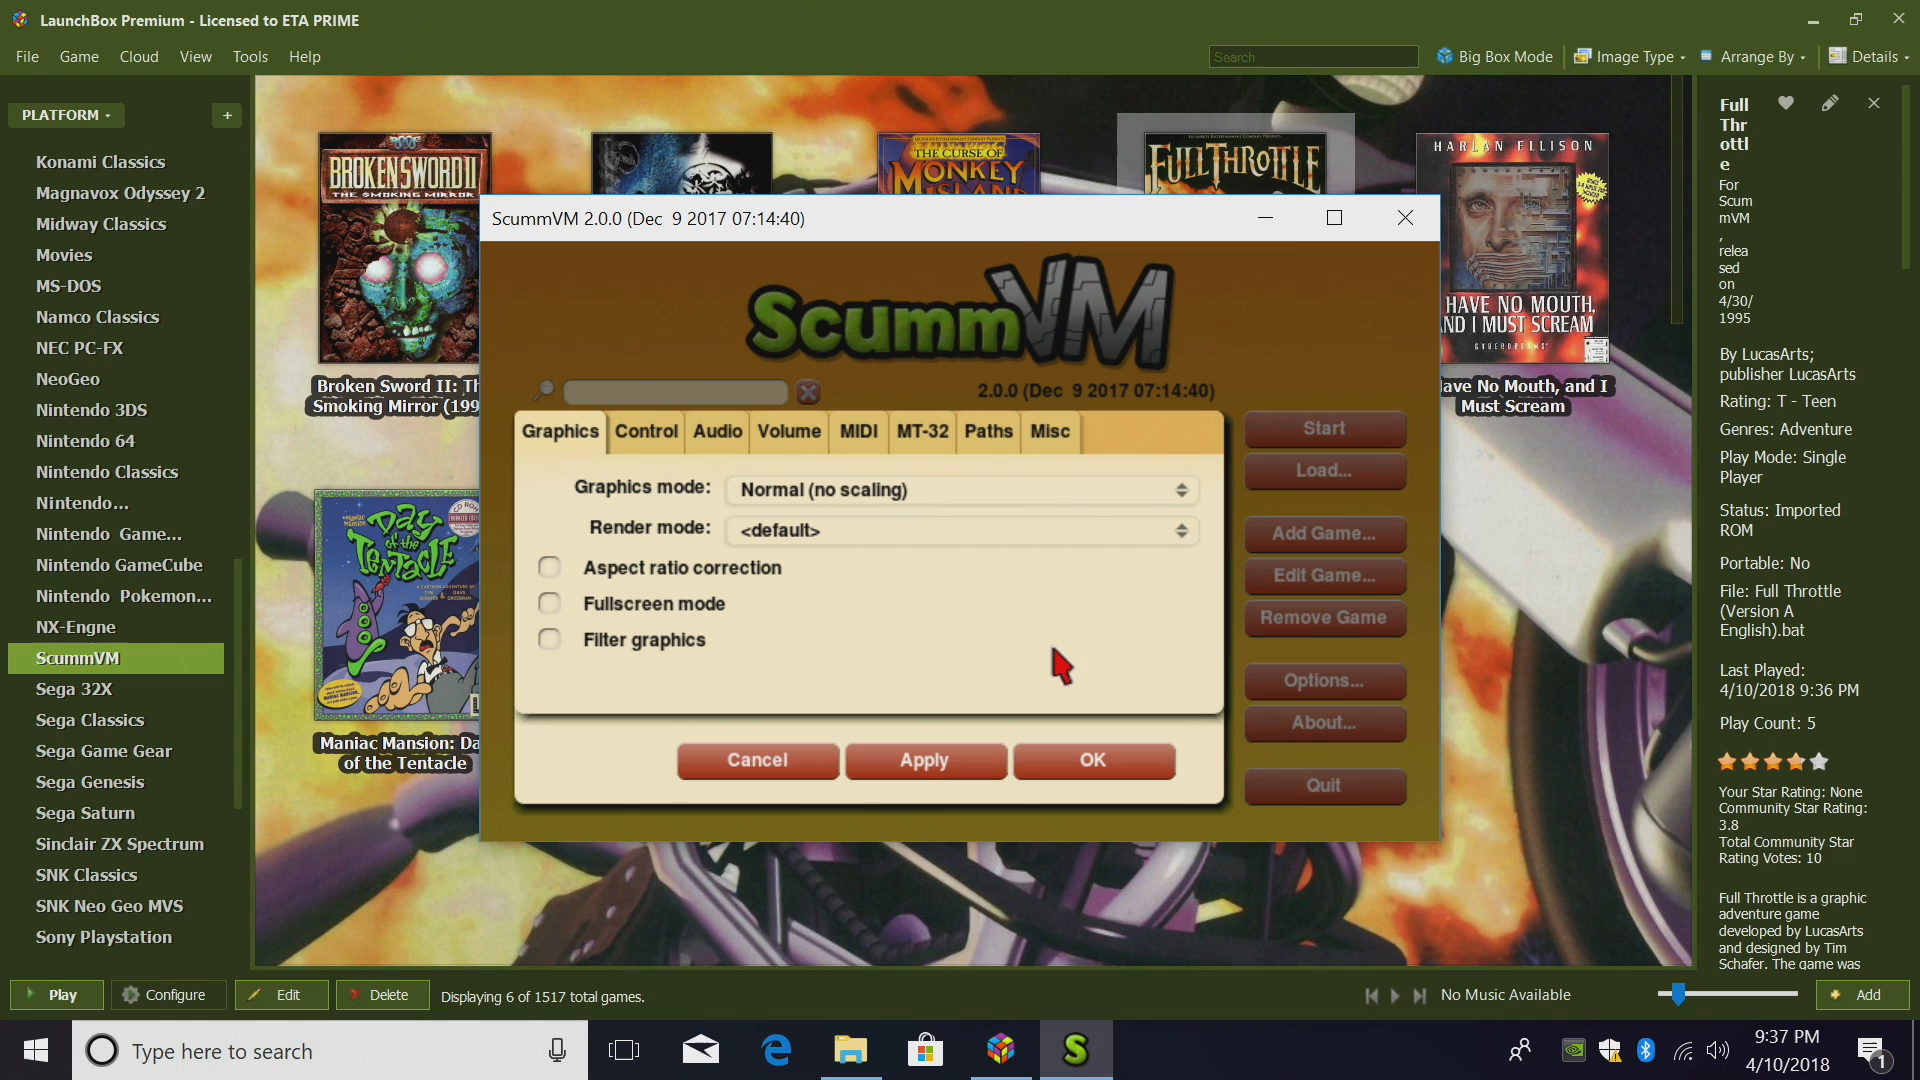 LaunchBox Premium - Licensed to ETA PRIME
File Game Cloud View Tools Help
Search
Big Box Mode Image Type Arrange By Details
PLATFORM +
Konami Classics
Magnavox Odyssey 2
Midway Classics
Movies
MS-DOS
Namco Classics
NEC PC-FX
NeoGeo
Nintendo 3DS
Nintendo 64
Nintendo Classics
Nintendo...
Nintendo Game...
Nintendo GameCube
Nintendo Pokemon...
NX-Engne
ScummVM
Sega 32X
Sega Classics
Sega Game Gear
Sega Genesis
Sega Saturn
Sinclair ZX Spectrum
SNK Classics
SNK Neo Geo MVS
Sony Playstation
BROKEN SWORD II
THE SMOKING MIRROR
Broken Sword II: Th
Smoking Mirror (199
THE CURSE OF
MONKEY
ISLAND
FULL THROTTLE
HARLAN ELLISON
HAVE NO MOUTH,
ND I MUST SCREAM
CYBERDREAMS
ave No Mouth, and I
Must Scream
Day
of the
Tentacle
Maniac Mansion: Da
of the Tentacle
ScummVM 2.0.0 (Dec 9 2017 07:14:40)
ScummVM
2.0.0 (Dec 9 2017 07:14:40)
Graphics Control Audio Volume MIDI MT-32 Paths Misc
Graphics mode: Normal (no scaling)
Render mode: <default>
Aspect ratio correction
Fullscreen mode
Filter graphics
Cancel Apply OK
Start
Load...
Add Game...
Edit Game...
Remove Game
Options...
About...
Quit
Full
Thr
ottl
e
For
Scum
mVM
,
relea
sed
on
4/30/
1995
By LucasArts;
publisher LucasArts
Rating: T - Teen
Genres: Adventure
Play Mode: Single
Player
Status: Imported
ROM
Portable: No
File: Full Throttle
(Version A
English).bat
Last Played:
4/10/2018 9:36 PM
Play Count: 5
Your Star Rating: None
Community Star Rating:
3.8
Total Community Star
Rating Votes: 10
Full Throttle is a graphic
adventure game
developed by LucasArts
and designed by Tim
Schafer. The game was
Play Configure Edit Delete Displaying 6 of 1517 total games.
No Music Available
Add
Type here to search
9:37 PM
4/10/2018
1